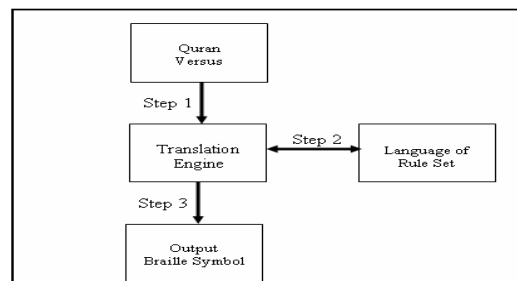 Quran
Versus
Step 1
Translation
Engine
Step 2
Language of
Rule Set
Step 3
Output
Braille Symbol